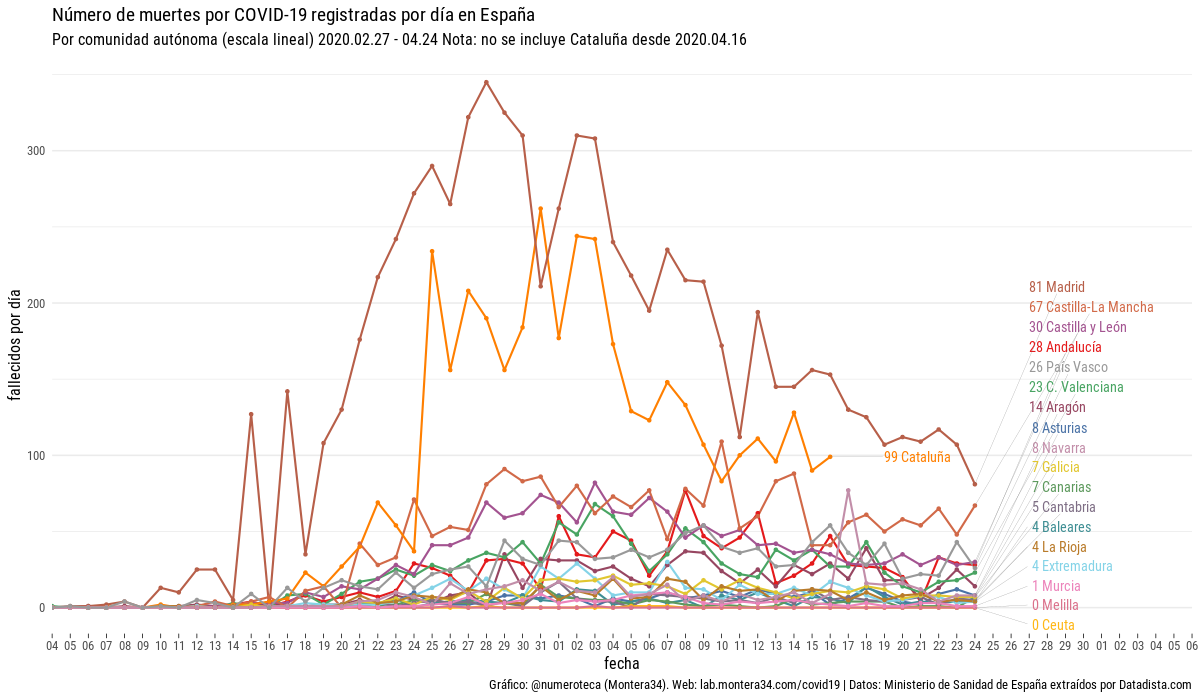 Número de muertes por COVID-19 registradas por día en España
Por comunidad autónoma (escala lineal) 2020.02.27 - 04.24 Nota: no se incluye Cataluña desde 2020.04.16
fallecidos por día
300
200
100
0
81 Madrid
67 Castilla-La Mancha
30 Castilla y León
28 Andalucía
26 País Vasco
23 C. Valenciana
14 Aragón
8 Asturias
8 Navarra
7 Galicia
7 Canarias
5 Cantabria
4 Baleares
4 La Rioja
4 Extremadura
1 Murcia
0 Melilla
0 Ceuta
99 Cataluña
04 05 06 07 08 09 10 11 12 13 14 15 16 17 18 19 20 21 22 23 24 25 26 27 28 29 30 31 01 02 03 04 05 06 07 08 09 10 11 12 13 14 15 16 17 18 19 20 21 22 23 24 25 26 27 28 29 30 01 02 03 04 05 06
fecha
Gráfico: @numeroteca (Montera34). Web: lab.montera34.com/covid19 | Datos: Ministerio de Sanidad de España extraídos por Datadista.com